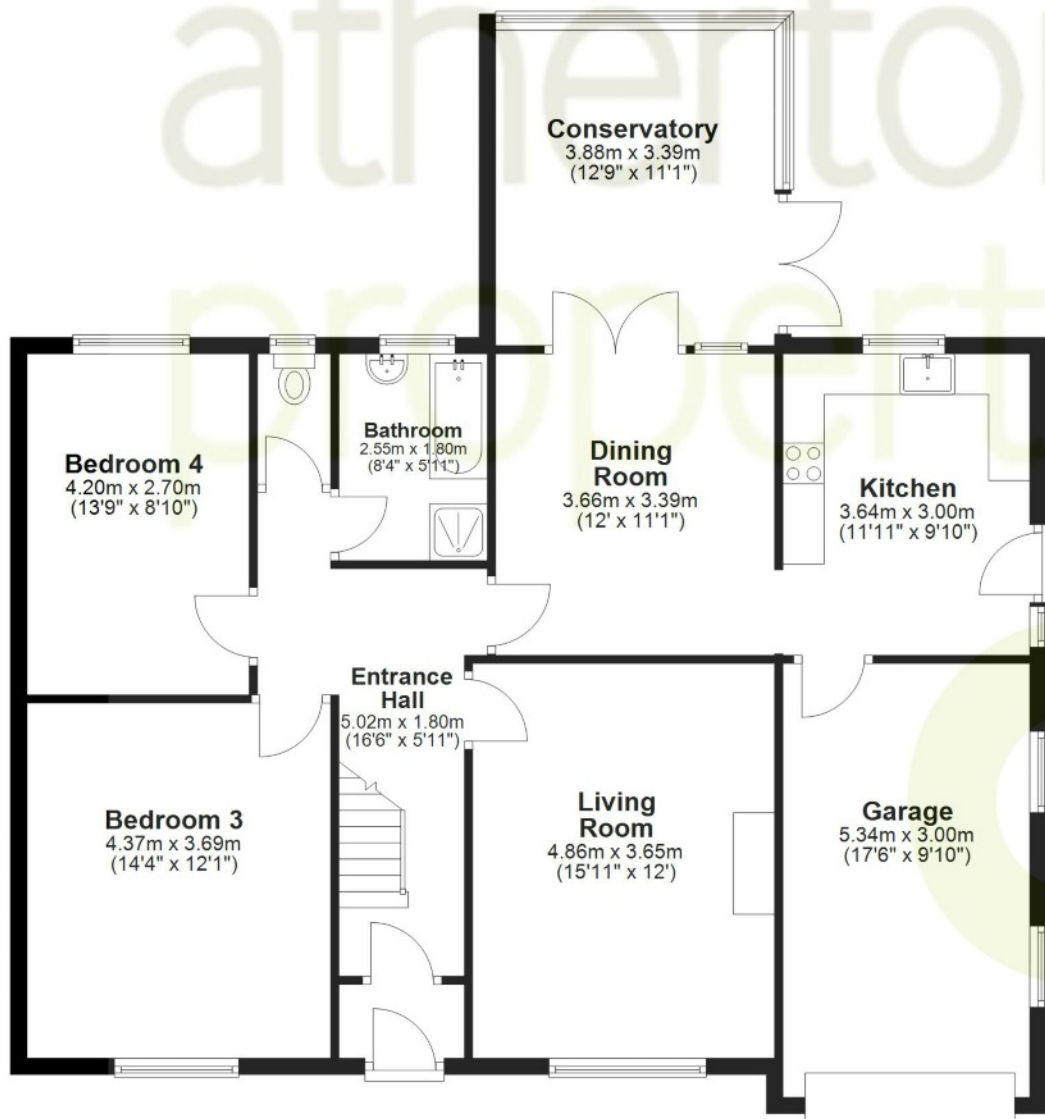 atherto
propert
Conservatory
3.88m x 3.39m
(12'9" x 11'1")
Bedroom 4
4.20m x 2.70m
(13'9" x 8'10")
Bathroom
2.55m x 1.80m
(8'4" x 5'11")
Dining
Room
3.66m x 3.39m
(12' x 11'1")
Kitchen
3.64m x 3.00m
(11'11" x 9'10")
Entrance
Hall
5.02m x 1.80m
(16'6" x 5'11")
Bedroom 3
4.37m x 3.69m
(14'4" x 12'1")
Living
Room
4.86m x 3.65m
(15'11" x 12')
Garage
5.34m x 3.00m
(17'6" x 9'10")